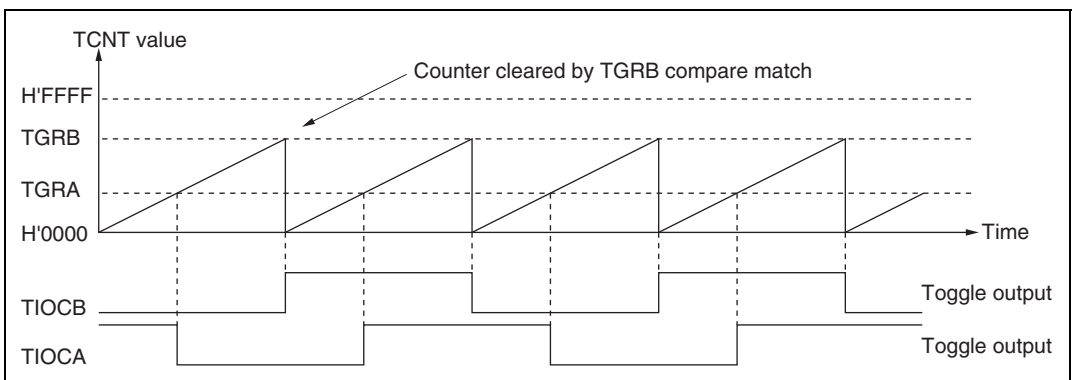 TCNT value
Counter cleared by TGRB compare match
H'FFFF
TGRB
TGRA
H'0000
Time
TIOCB
Toggle output
TIOCA
Toggle output